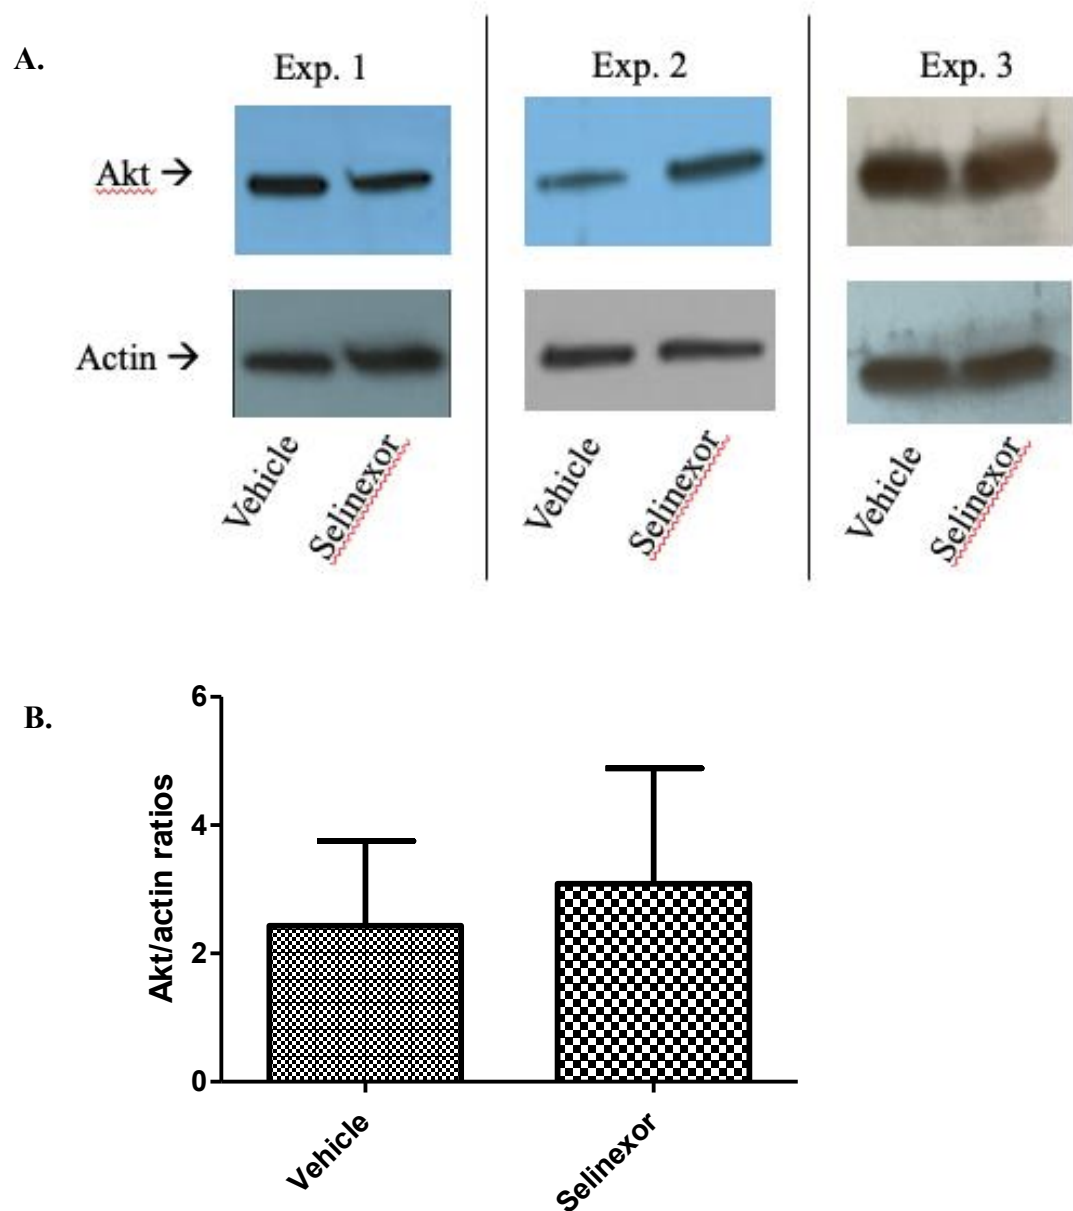 A.
Exp. 1
Exp. 2
Exp. 3
Akt →
Actin →
Vehicle
Selinexor
Vehicle
Selinexor
Vehicle
Selinexor
B.
Akt/actin ratios
6
4
2
0
Vehicle
Selinexor